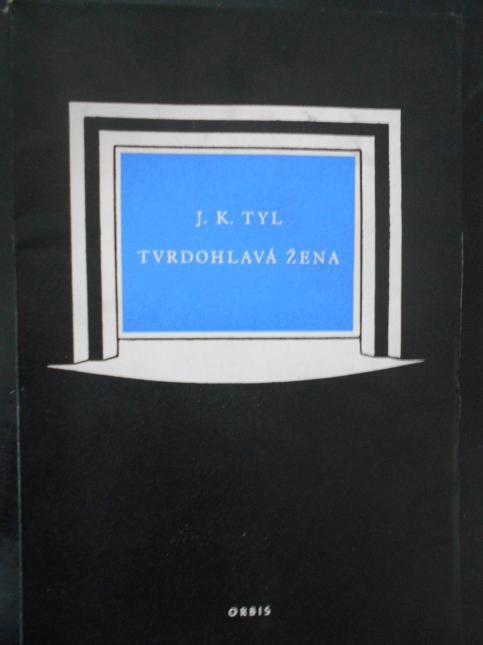 J. K. TYL
TVRDOHLAVÁ ŽENA
ORBIS